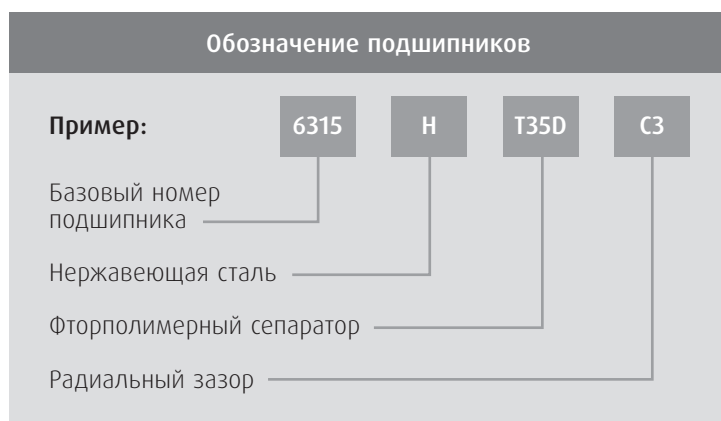 Обозначение подшипников
Пример: 6315 H T35D C3
Базовый номер
подшипника
Нержавеющая сталь
Фторполимерный сепаратор
Радиальный зазор